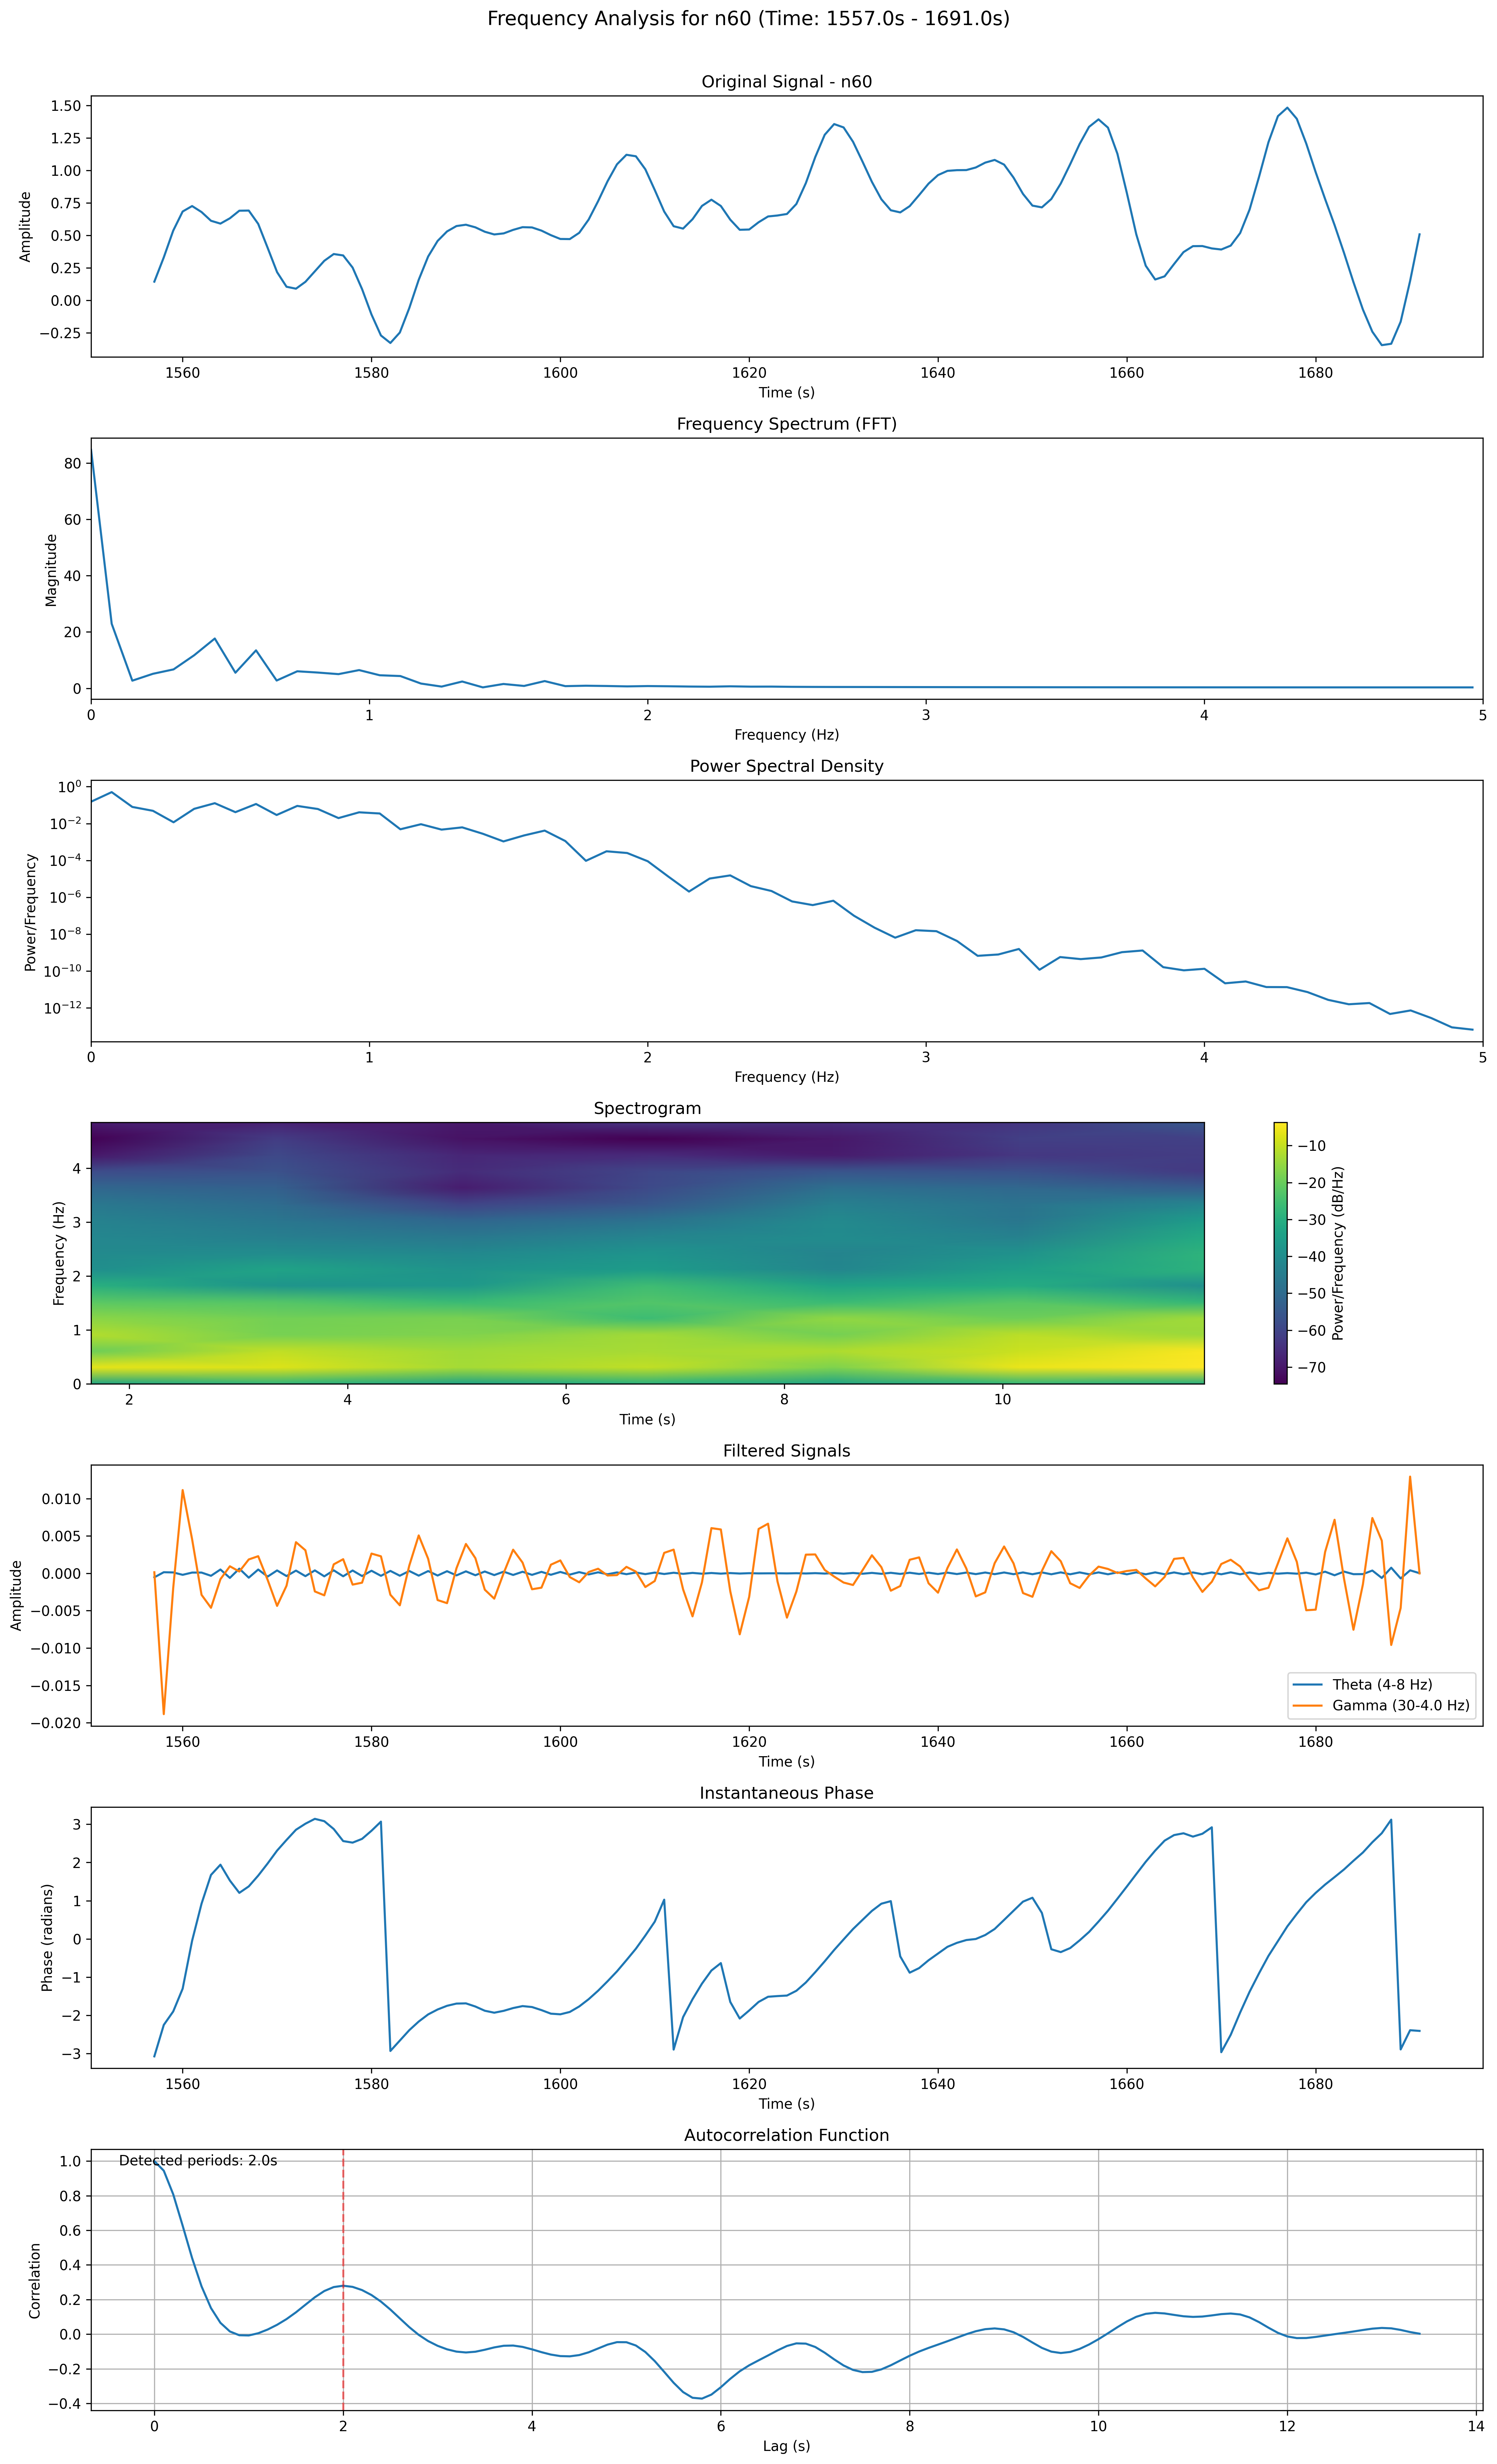 Frequency Analysis for n60 (Time: 1557.0s - 1691.0s)
Original Signal - n60
Amplitude
1.50
1.25
1.00
0.75
0.50
0.25
0.00
−0.25
1560 1580 1600 1620 1640 1660 1680
Time (s)
Frequency Spectrum (FFT)
Magnitude
80
60
40
20
0
0 1 2 3 4 5
Frequency (Hz)
Power Spectral Density
Power/Frequency
10⁰
10⁻²
10⁻⁴
10⁻⁶
10⁻⁸
10⁻¹⁰
10⁻¹²
0 1 2 3 4 5
Frequency (Hz)
Spectrogram
Frequency (Hz)
4
3
2
1
0
2 4 6 8 10
Time (s)
−10
−20
−30
−40
−50
−60
−70
Power/Frequency (dB/Hz)
Filtered Signals
Amplitude
0.010
0.005
0.000
−0.005
−0.010
−0.015
−0.020
Theta (4-8 Hz)
Gamma (30-4.0 Hz)
1560 1580 1600 1620 1640 1660 1680
Time (s)
Instantaneous Phase
Phase (radians)
3
2
1
0
−1
−2
−3
1560 1580 1600 1620 1640 1660 1680
Time (s)
Autocorrelation Function
Detected periods: 2.0s
Correlation
1.0
0.8
0.6
0.4
0.2
0.0
−0.2
−0.4
0 2 4 6 8 10 12 14
Lag (s)